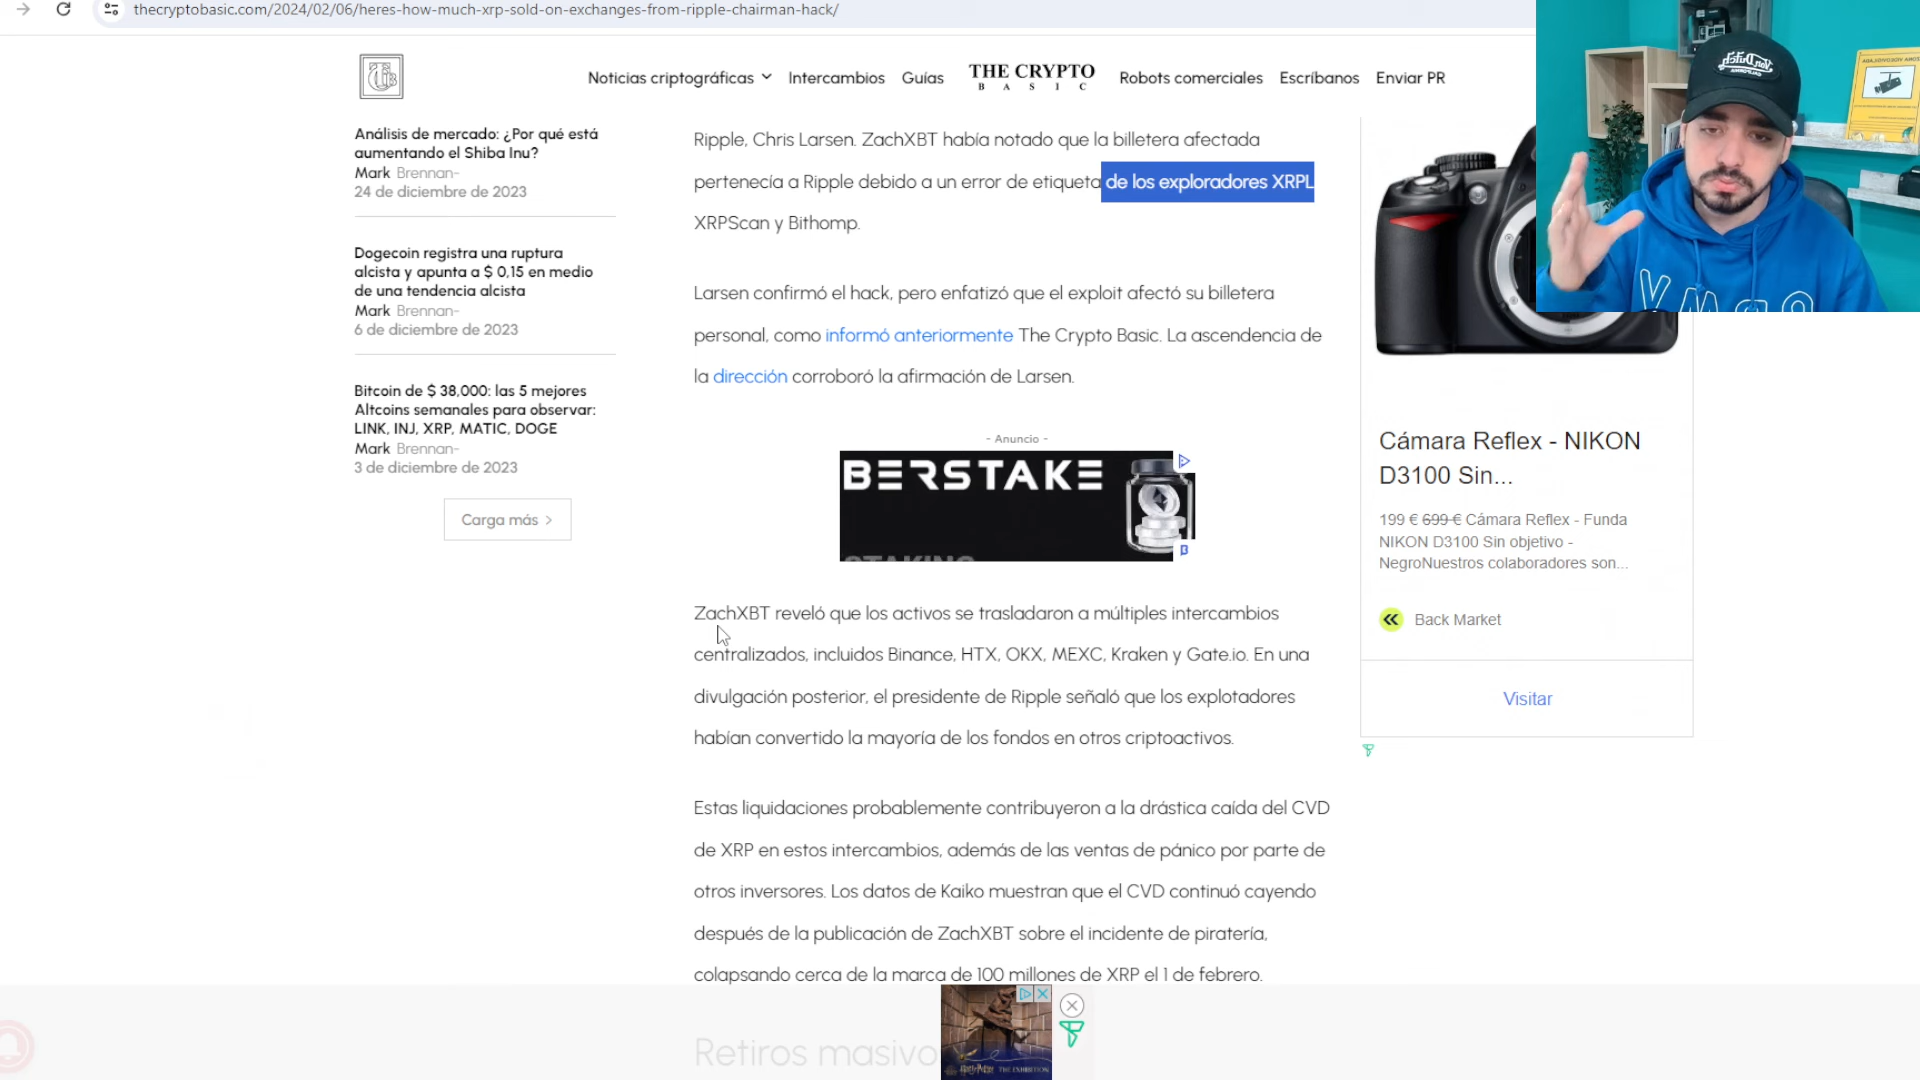 thecryptobasic.com/2024/02/06/heres-how-much-xrp-sold-on-exchanges-from-ripple-chairman-hack/
Noticias criptográficas
Intercambios
Guías
THE CRYPTO
BASIC
Robots comerciales
Escríbanos
Enviar PR
Análisis de mercado: ¿Por qué está
aumentando el Shiba Inu?
Mark Brennan-
24 de diciembre de 2023
Dogecoin registra una ruptura
alcista y apunta a $ 0,15 en medio
de una tendencia alcista
Mark Brennan-
6 de diciembre de 2023
Bitcoin de $ 38,000: las 5 mejores
Altcoins semanales para observar:
LINK, INJ, XRP, MATIC, DOGE
Mark Brennan-
3 de diciembre de 2023
Carga más
Ripple, Chris Larsen. ZachXBT había notado que la billetera afectada
pertenecía a Ripple debido a un error de etiqueta de los exploradores XRPL
XRPScan y Bithomp.
Larsen confirmó el hack, pero enfatizó que el exploit afectó su billetera
personal, como informó anteriormente The Crypto Basic. La ascendencia de
la dirección corroboró la afirmación de Larsen.
- Anuncio -
BERSTAKE
STAKING
ZachXBT reveló que los activos se trasladaron a múltiples intercambios
centralizados, incluidos Binance, HTX, OKX, MEXC, Kraken y Gate.io. En una
divulgación posterior, el presidente de Ripple señaló que los explotadores
habían convertido la mayoría de los fondos en otros criptoactivos.
Estas liquidaciones probablemente contribuyeron a la drástica caída del CVD
de XRP en estos intercambios, además de las ventas de pánico por parte de
otros inversores. Los datos de Kaiko muestran que el CVD continuó cayendo
después de la publicación de ZachXBT sobre el incidente de piratería,
colapsando cerca de la marca de 100 millones de XRP el 1 de febrero.
Retiros masivo
THE EXHIBITION
Cámara Reflex - NIKON
D3100 Sin...
199 € 699 € Cámara Reflex - Funda
NIKON D3100 Sin objetivo -
NegroNuestros colaboradores son...
Back Market
Visitar
Von Dutch